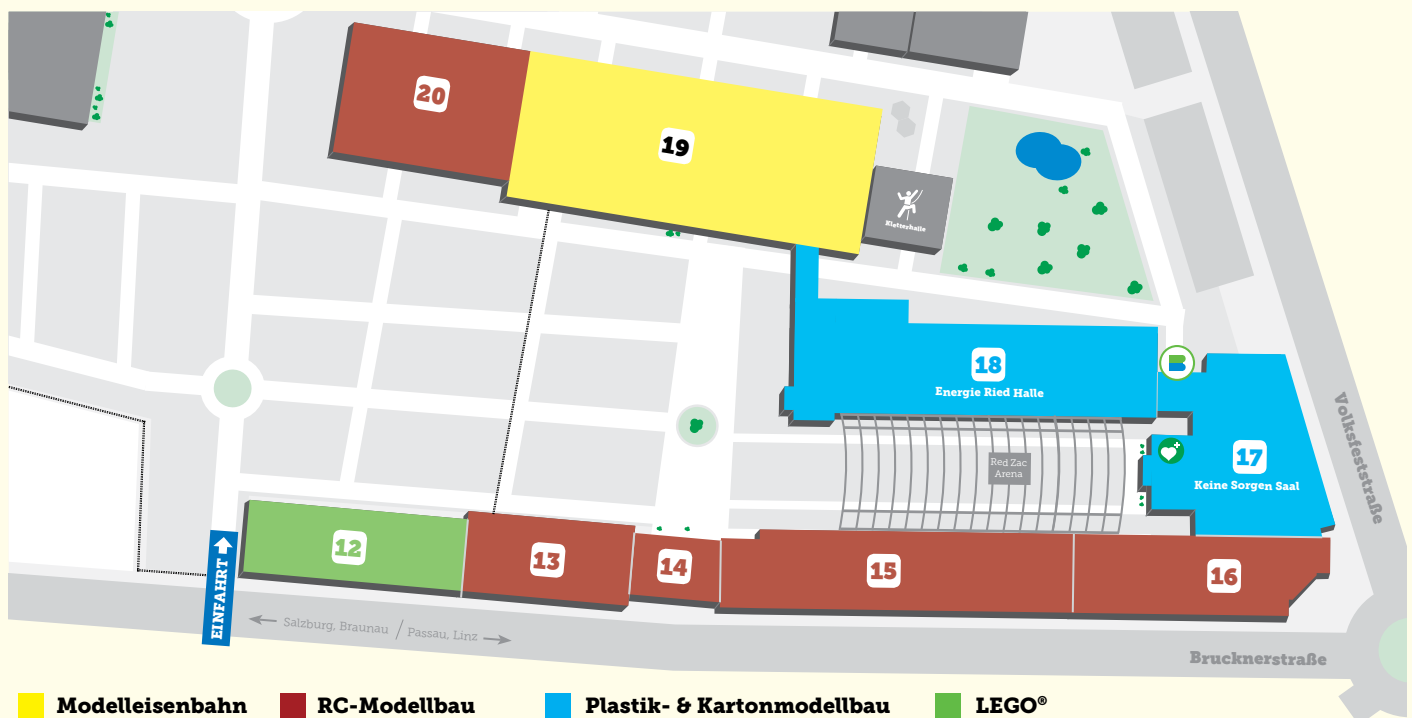 20
19
Kletterhalle
18
Energie Ried Halle
B
Red Zac
Arena
17
Keine Sorgen Saal
Volksfeststraße
12
13
14
15
16
EINFAHRT
Salzburg, Braunau / Passau, Linz
Brucknerstraße
Modelleisenbahn
RC-Modellbau
Plastik- & Kartonmodellbau
LEGO®